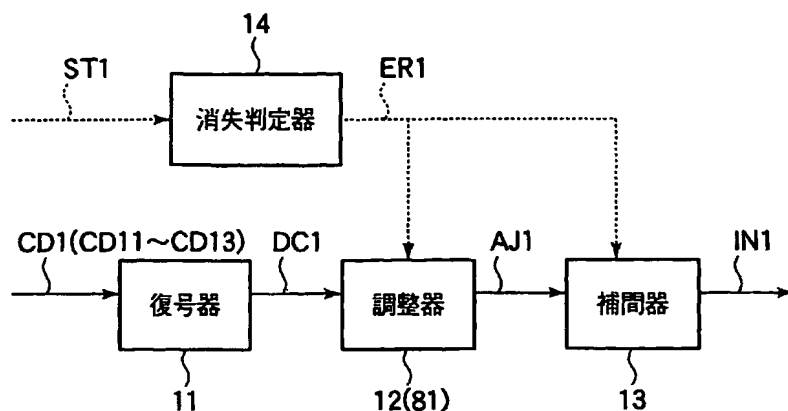 14
ST1
ER1
消失判定器
CD1(CD11～CD13)
DC1
AJ1
IN1
復号器
調整器
補間器
11
12(81)
13